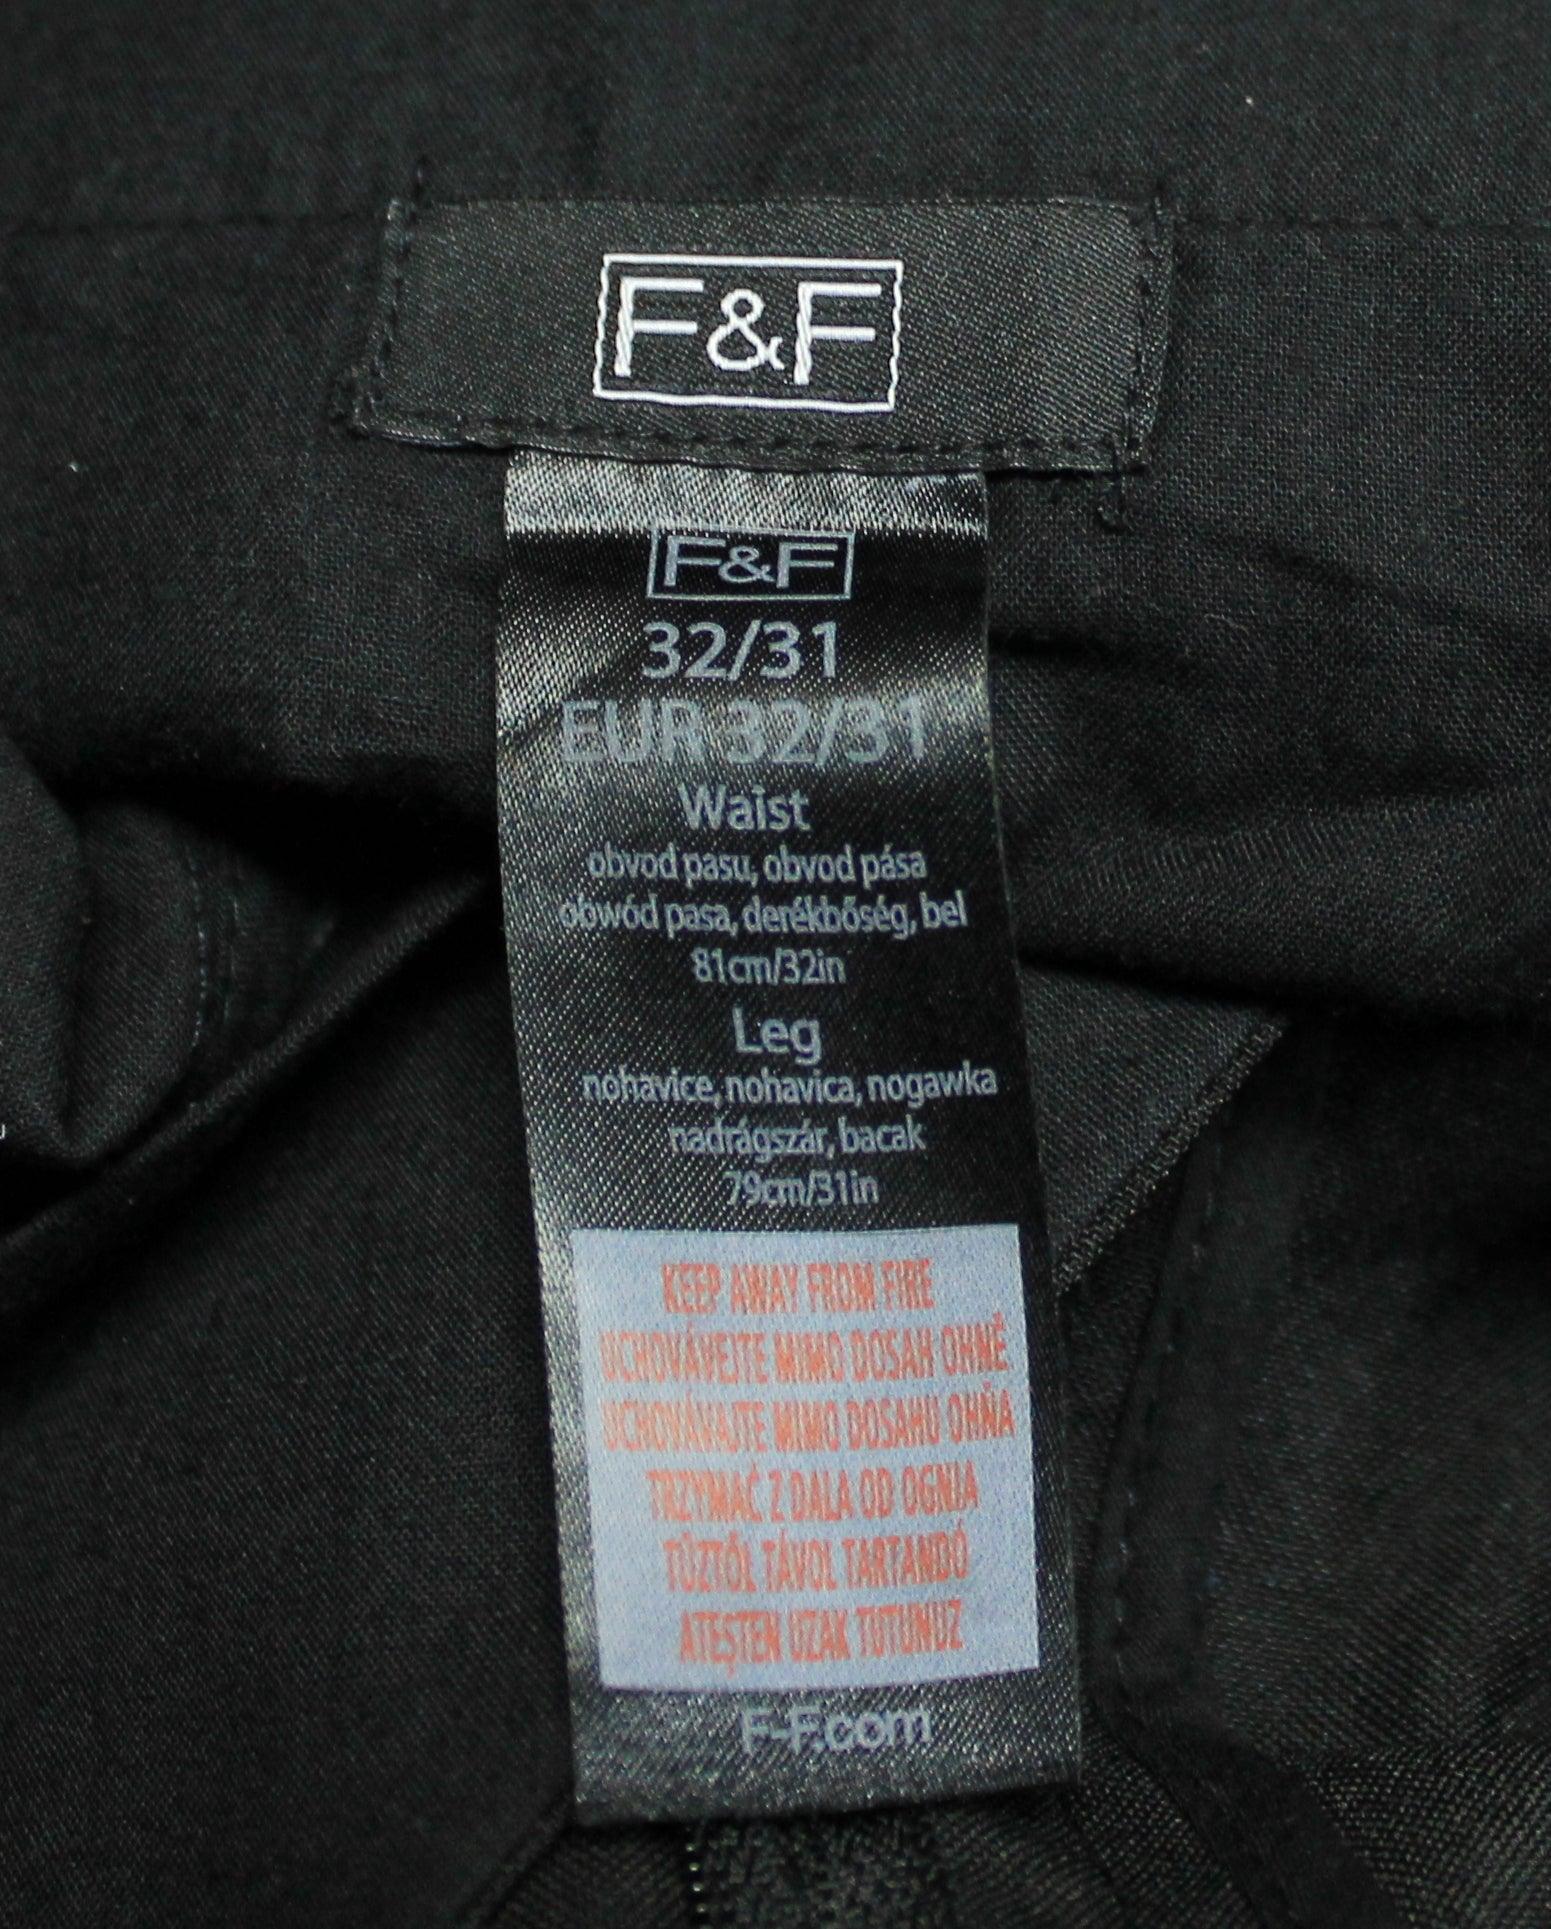 F&F
F&F
32/31
EUR 32/31
Waist
obvod pasu, obvod pása
obwód pasa, derékbőség, bel
81cm/32in
Leg
nohavice, nohavica, nogawka
nadrágszár, bacak
79cm/31in
KEEP AWAY FROM FIRE
UCHOVÁVEJTE MIMO DOSAH OHNĚ
UCHOVÁVAJTE MIMO DOSAHU OHŇA
TRZYMAĆ Z DALA OD OGNIA
TŰZTŐL TÁVOL TARTANDÓ
ATEŞTEN UZAK TUTUNUZ
F-F.com